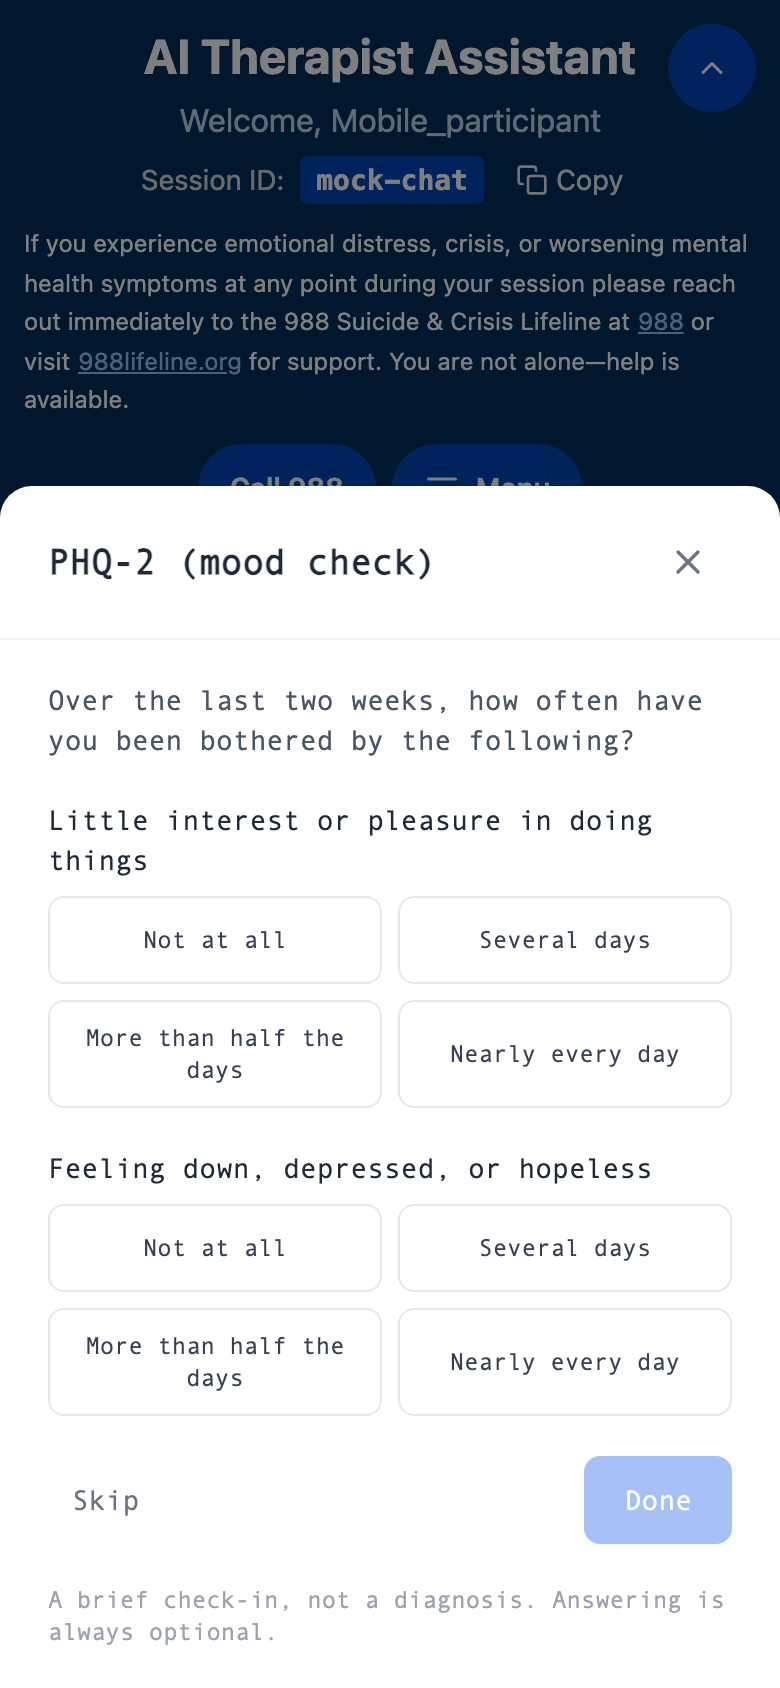 AI Therapist Assistant
Welcome, Mobile_participant
Session ID: mock-chat Copy
If you experience emotional distress, crisis, or worsening mental
health symptoms at any point during your session please reach
out immediately to the 988 Suicide & Crisis Lifeline at 988 or
visit 988lifeline.org for support. You are not alone—help is
available.
Call 988 Menu
PHQ-2 (mood check)
Over the last two weeks, how often have
you been bothered by the following?
Little interest or pleasure in doing
things
Not at all Several days
More than half the
days
Nearly every day
Feeling down, depressed, or hopeless
Not at all Several days
More than half the
days
Nearly every day
Skip Done
A brief check-in, not a diagnosis. Answering is
always optional.